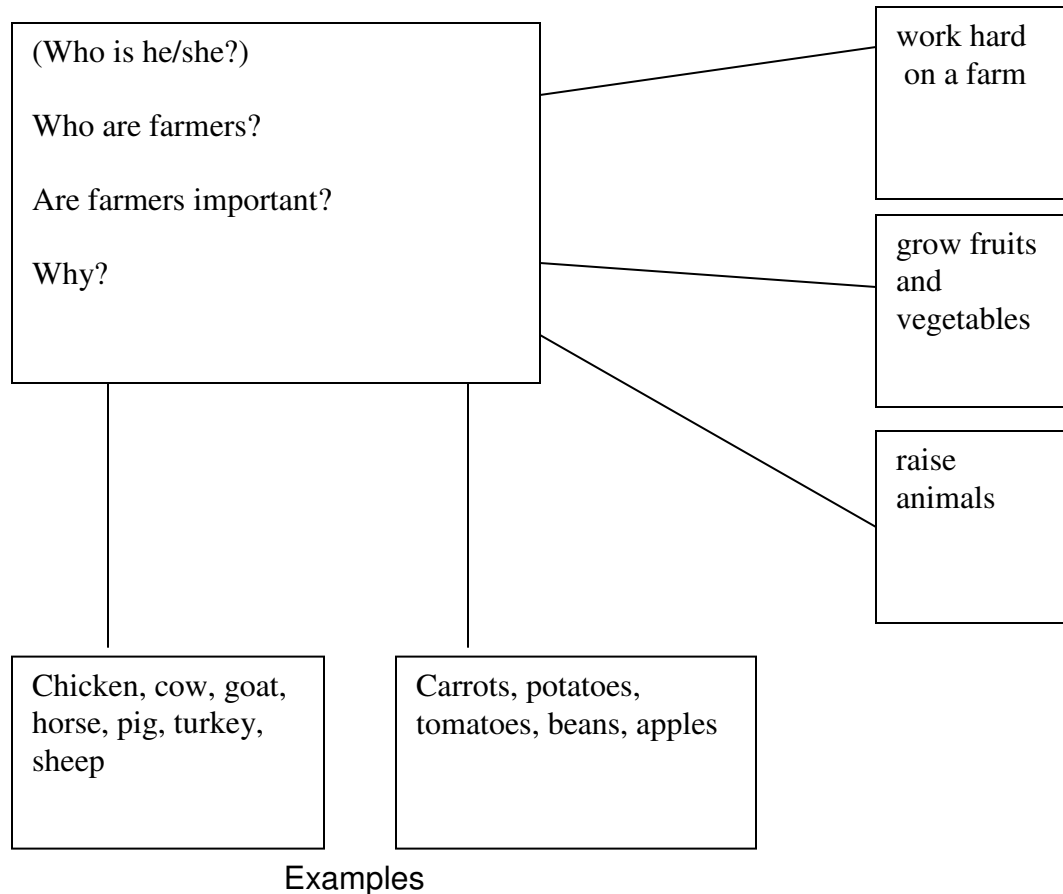 (Who is he/she?)
Who are farmers?
Are farmers important?
Why?
work hard
on a farm
grow fruits
and
vegetables
raise
animals
Chicken, cow, goat,
horse, pig, turkey,
sheep
Carrots, potatoes,
tomatoes, beans, apples
Examples